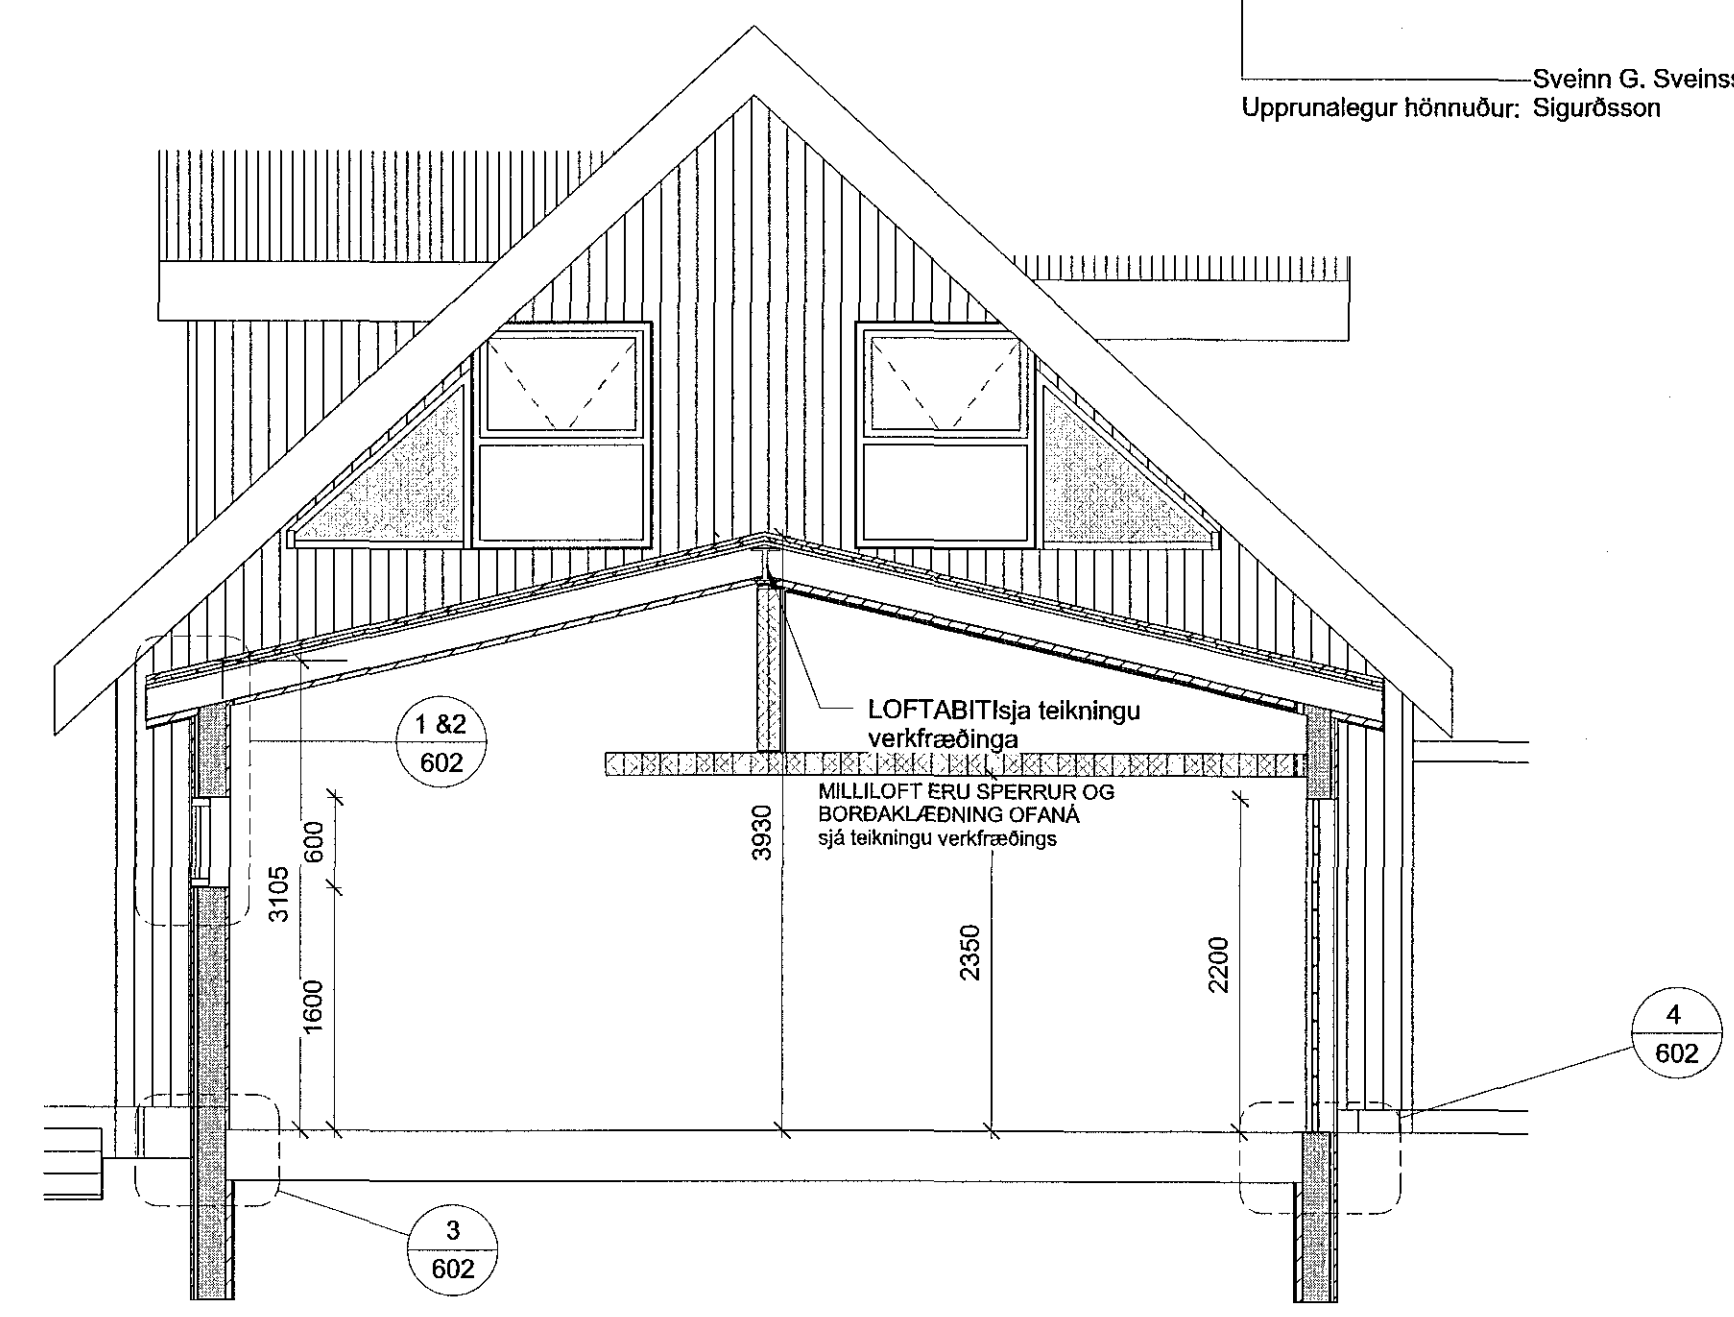 Sveinn G. Sveinss
Upprunalegur hönnuður: Sigurðsson
LOFTABITIsja teikningu
verkfræðinga
1 &2
602
MILLILOFT ERU SPERRUR OG
BORÐAKLÆÐNING OFANÁ
sjá teikningu verkfræðings
600
3105
1600
3930
2350
2200
4
602
3
602